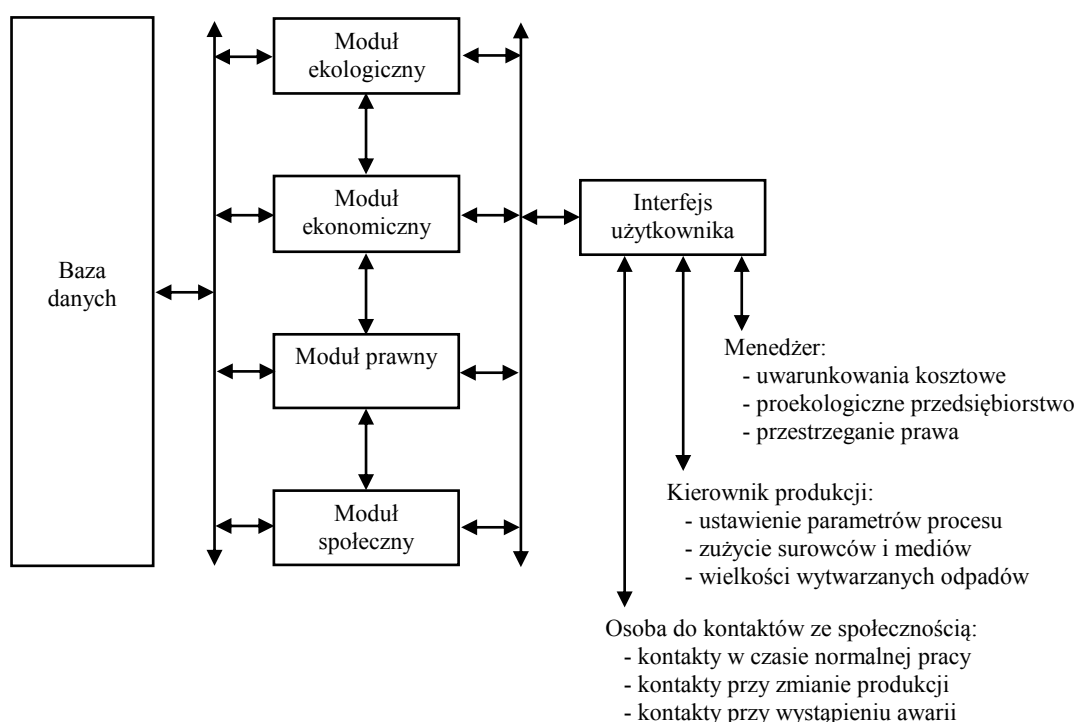 Moduł
ekologiczny
Moduł
ekonomiczny
Interfejs
użytkownika
Baza
danych
Moduł prawny
Menedżer:
- uwarunkowania kosztowe
- proekologiczne przedsiębiorstwo
- przestrzeganie prawa
Kierownik produkcji:
- ustawienie parametrów procesu
- zużycie surowców i mediów
- wielkości wytwarzanych odpadów
Moduł
społeczny
Osoba do kontaktów ze społecznością:
- kontakty w czasie normalnej pracy
- kontakty przy zmianie produkcji
- kontakty przy wystąpieniu awarii